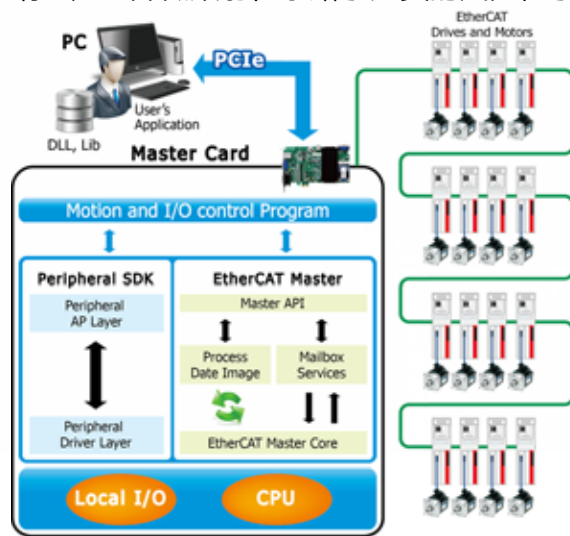 PC
PCIe
User's
Application
DLL, Lib
Master Card
EtherCAT
Drives and Motors
Motion and I/O control Program
Peripheral SDK
Peripheral
AP Layer
Peripheral
Driver Layer
EtherCAT Master
Master API
Process
Date Image
Mailbox
Services
EtherCAT Master Core
Local I/O
CPU